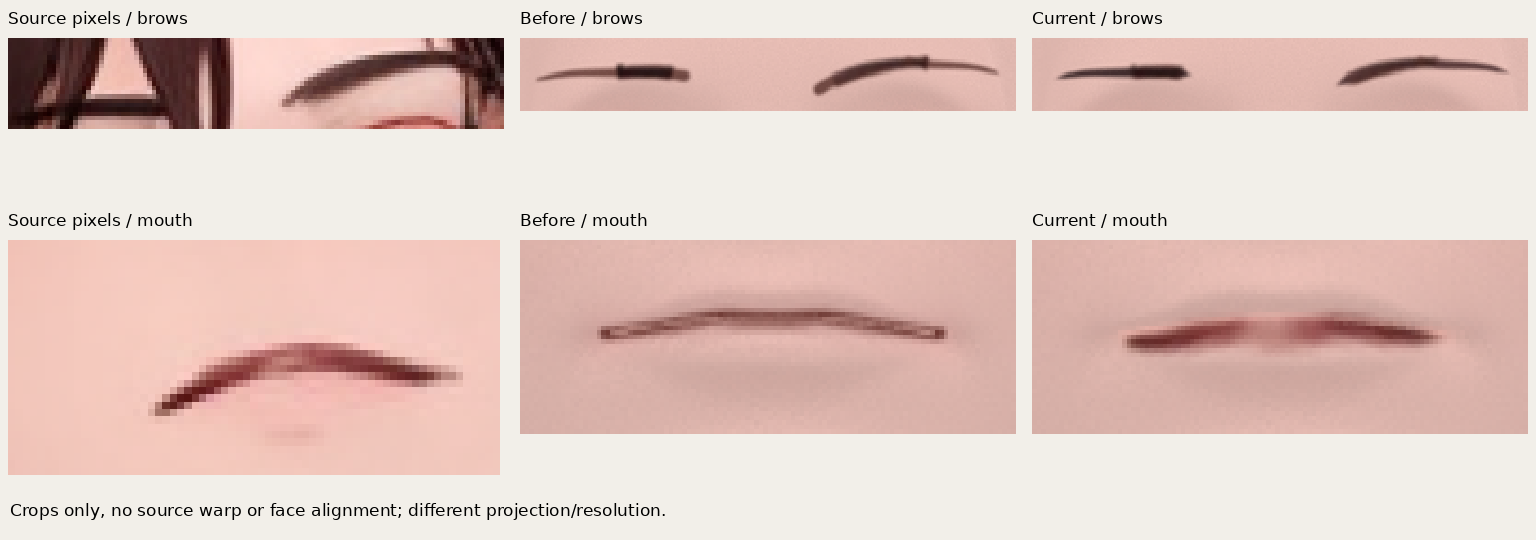 Source pixels / brows
Before / brows
Current / brows
Source pixels / mouth
Before / mouth
Current / mouth
Crops only, no source warp or face alignment; different projection/resolution.